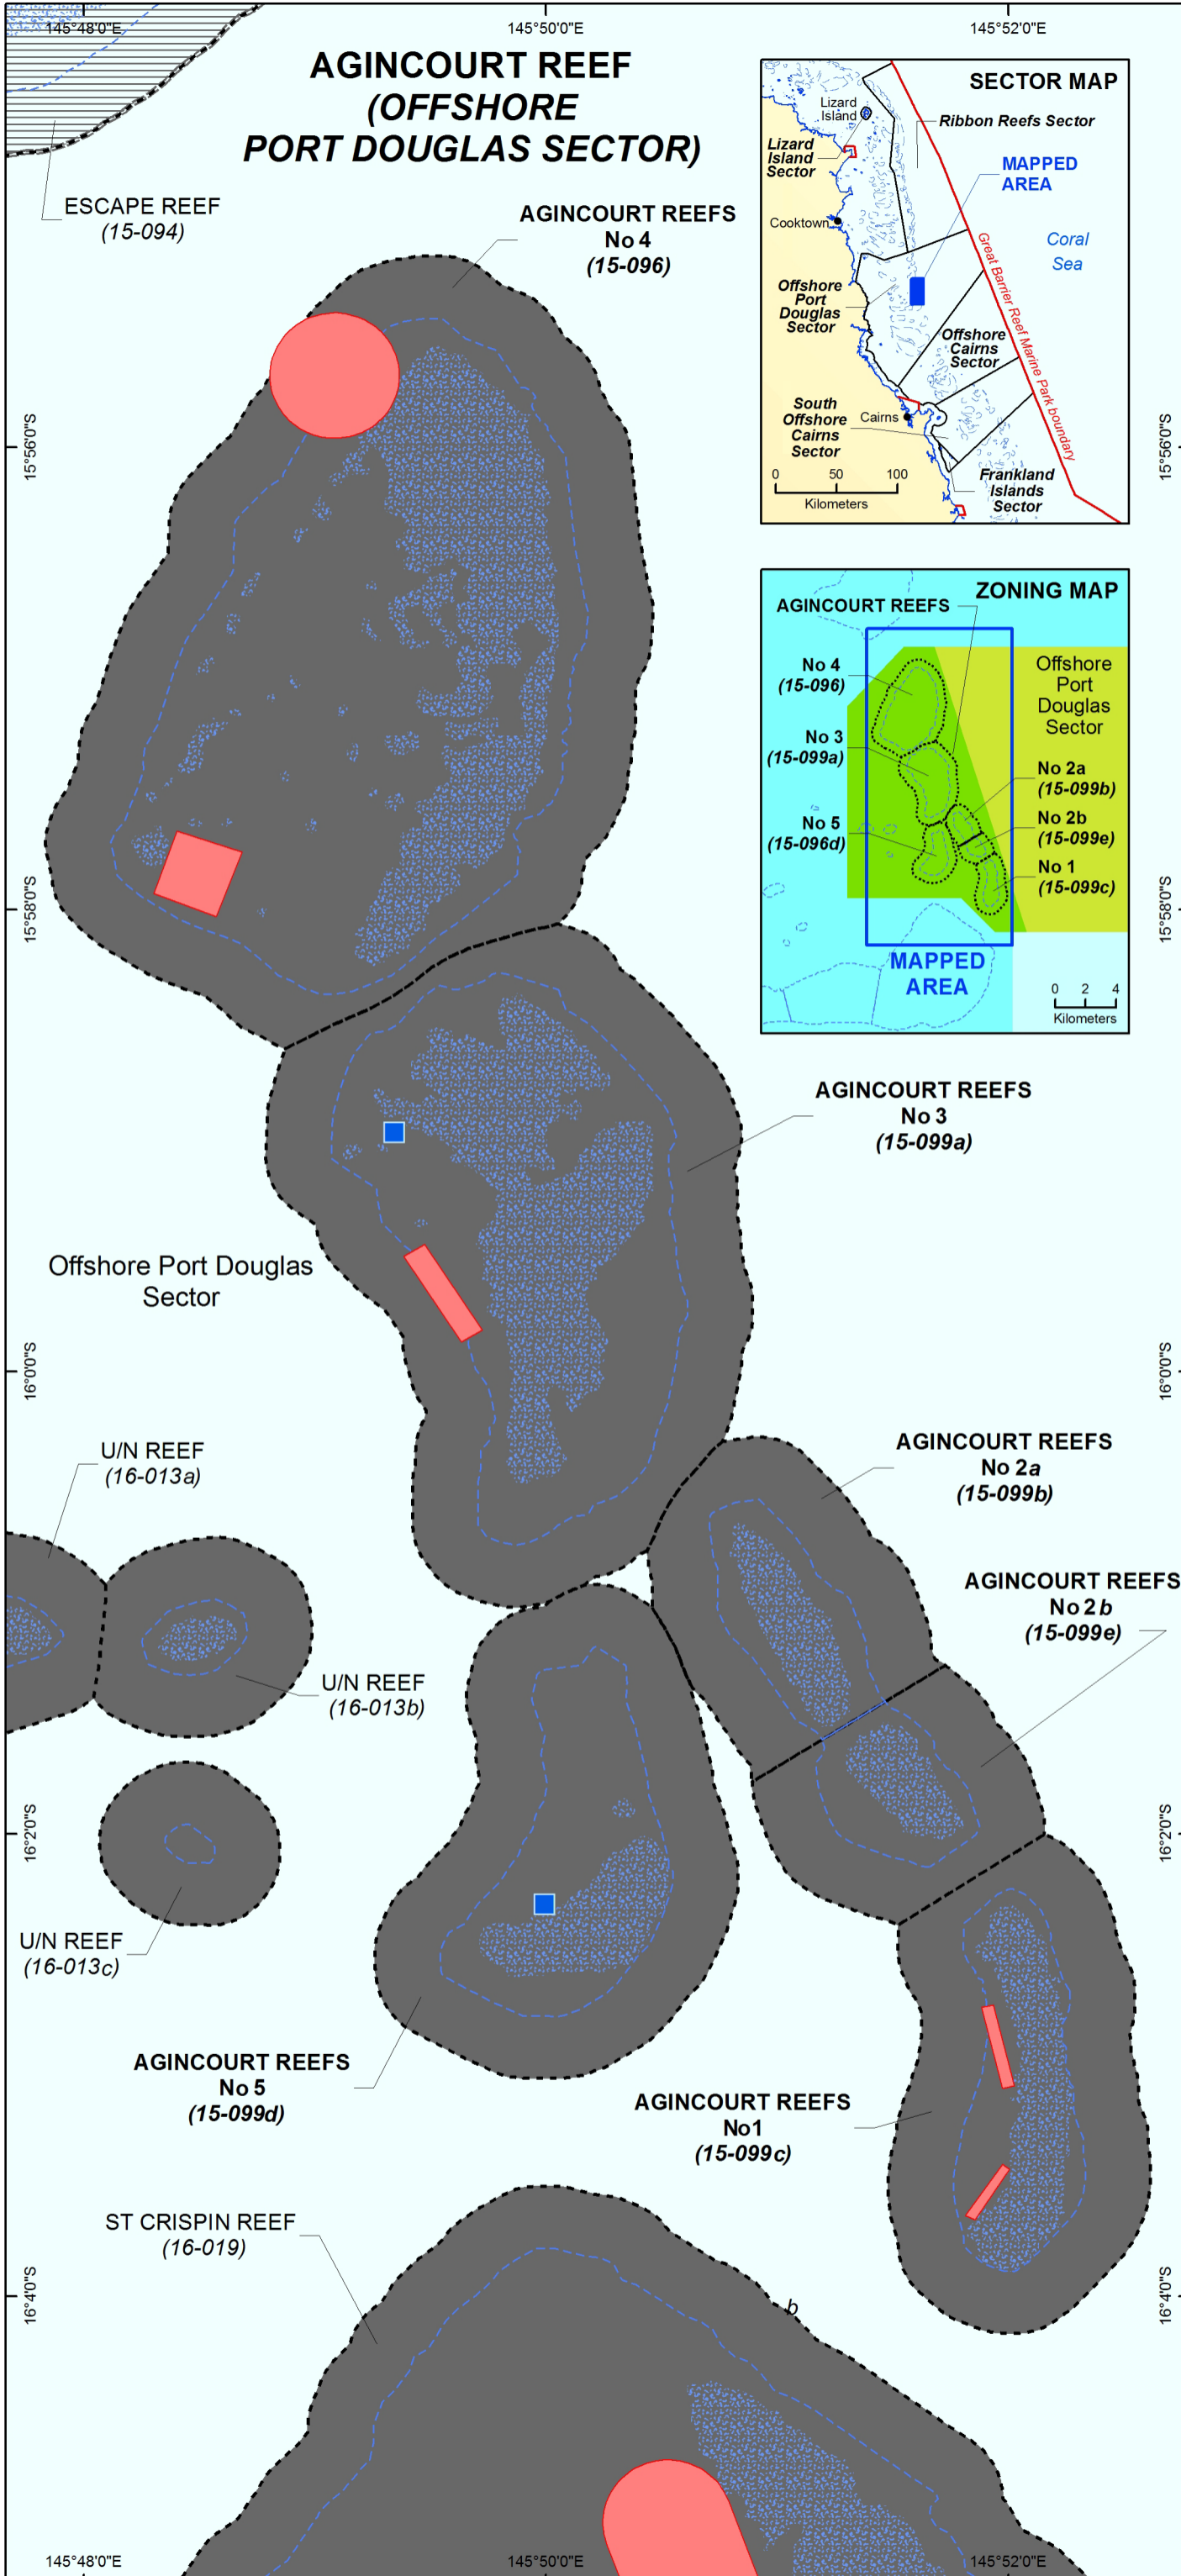 145°48'0"E
145°50'0"E
145°52'0"E
AGINCOURT REEF
(OFFSHORE
PORT DOUGLAS SECTOR)
ESCAPE REEF
(15-094)
AGINCOURT REEFS
No 4
(15-096)
SECTOR MAP
Lizard
Island
Ribbon Reefs Sector
Lizard
Island
Sector
MAPPED
AREA
Cooktown
Coral
Sea
Great Barrier Reef Marine Park boundary
Offshore
Port
Douglas
Sector
Offshore
Cairns
Sector
South
Offshore
Cairns
Sector
Cairns
Frankland
Islands
Sector
0 50 100
Kilometers
15°56'0"S
15°56'0"S
ZONING MAP
AGINCOURT REEFS
No 4
(15-096)
Offshore
Port
Douglas
Sector
No 3
(15-099a)
No 2a
(15-099b)
No 5
(15-096d)
No 2b
(15-099e)
No 1
(15-099c)
MAPPED
AREA
0 2 4
Kilometers
15°58'0"S
15°58'0"S
AGINCOURT REEFS
No 3
(15-099a)
Offshore Port Douglas
Sector
16°0'0"S
16°0'0"S
U/N REEF
(16-013a)
AGINCOURT REEFS
No 2a
(15-099b)
AGINCOURT REEFS
No 2b
(15-099e)
U/N REEF
(16-013b)
16°2'0"S
16°2'0"S
U/N REEF
(16-013c)
AGINCOURT REEFS
No 5
(15-099d)
AGINCOURT REEFS
No1
(15-099c)
ST CRISPIN REEF
(16-019)
16°4'0"S
16°4'0"S
b
145°48'0"E
145°50'0"E
145°52'0"E